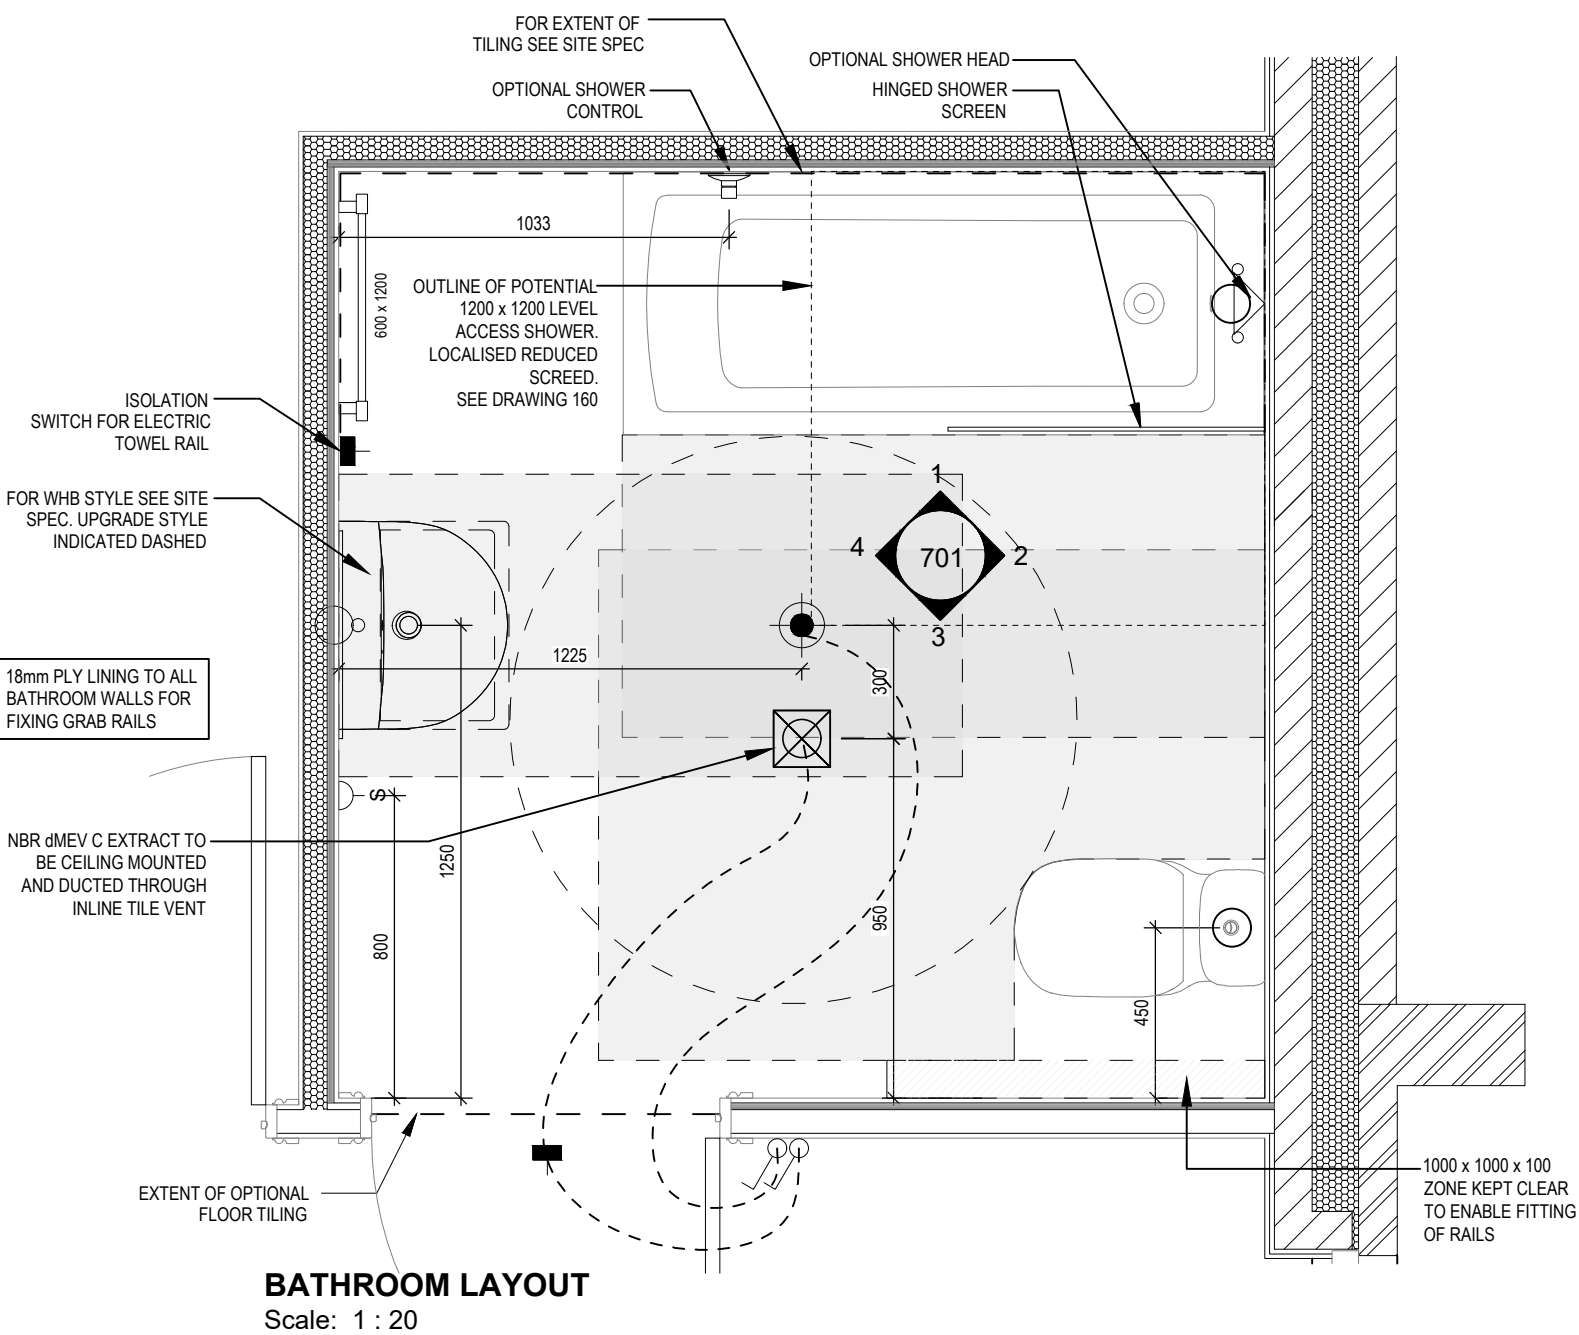 FOR EXTENT OF
TILING SEE SITE SPEC
OPTIONAL SHOWER HEAD
OPTIONAL SHOWER
CONTROL
HINGED SHOWER
SCREEN
1033
600 x 1200
OUTLINE OF POTENTIAL
1200 x 1200 LEVEL
ACCESS SHOWER.
LOCALISED REDUCED
SCREED.
SEE DRAWING 160
ISOLATION
SWITCH FOR ELECTRIC
TOWEL RAIL
FOR WHB STYLE SEE SITE
SPEC. UPGRADE STYLE
INDICATED DASHED
1
4
701
2
3
18mm PLY LINING TO ALL
BATHROOM WALLS FOR
FIXING GRAB RAILS
1225
300
S
NBR dMEV C EXTRACT TO
BE CEILING MOUNTED
AND DUCTED THROUGH
INLINE TILE VENT
1250
800
950
450
EXTENT OF OPTIONAL
FLOOR TILING
1000 x 1000 x 100
ZONE KEPT CLEAR
TO ENABLE FITTING
OF RAILS
BATHROOM LAYOUT
Scale: 1 : 20